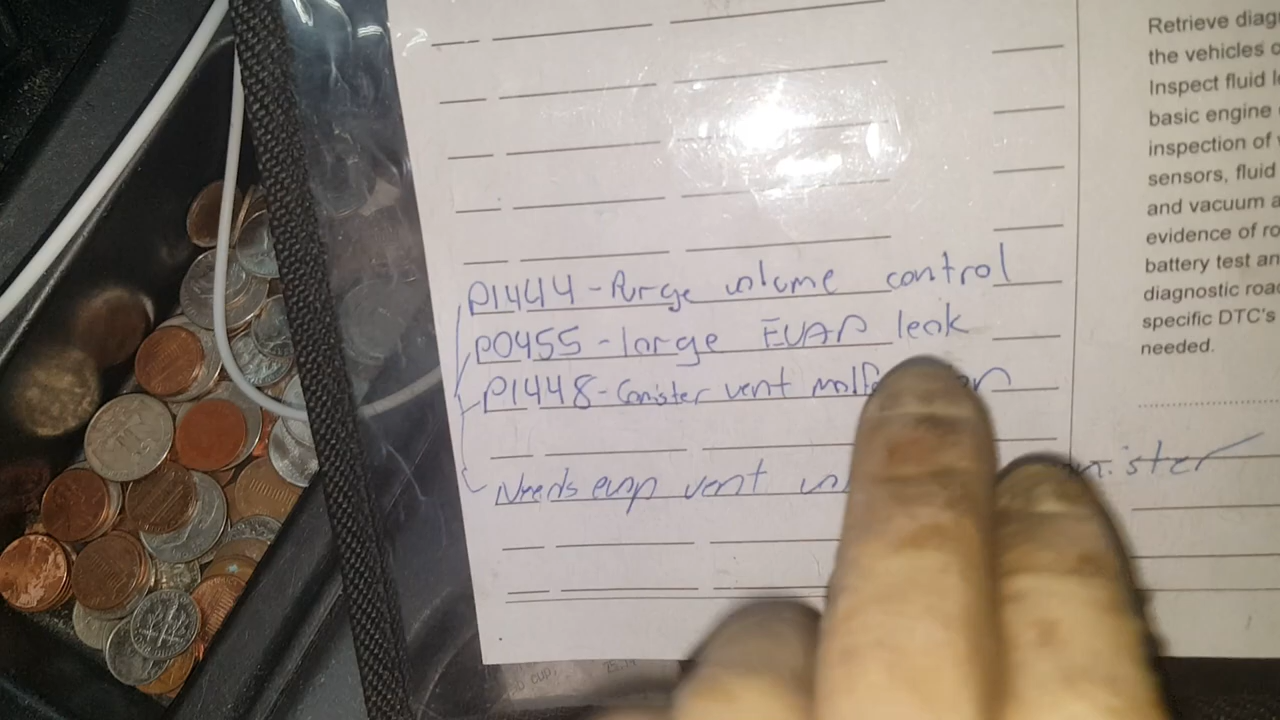 Retrieve diag
the vehicles
Inspect fluid
basic engine
inspection of
sensors, fluid
and vacuum a
evidence of ro
battery test an
diagnostic road
specific DTC's
needed.
P1444-Purge volume control
P0455-large EVAP leak
P1448-Canister vent
Needs evap vent